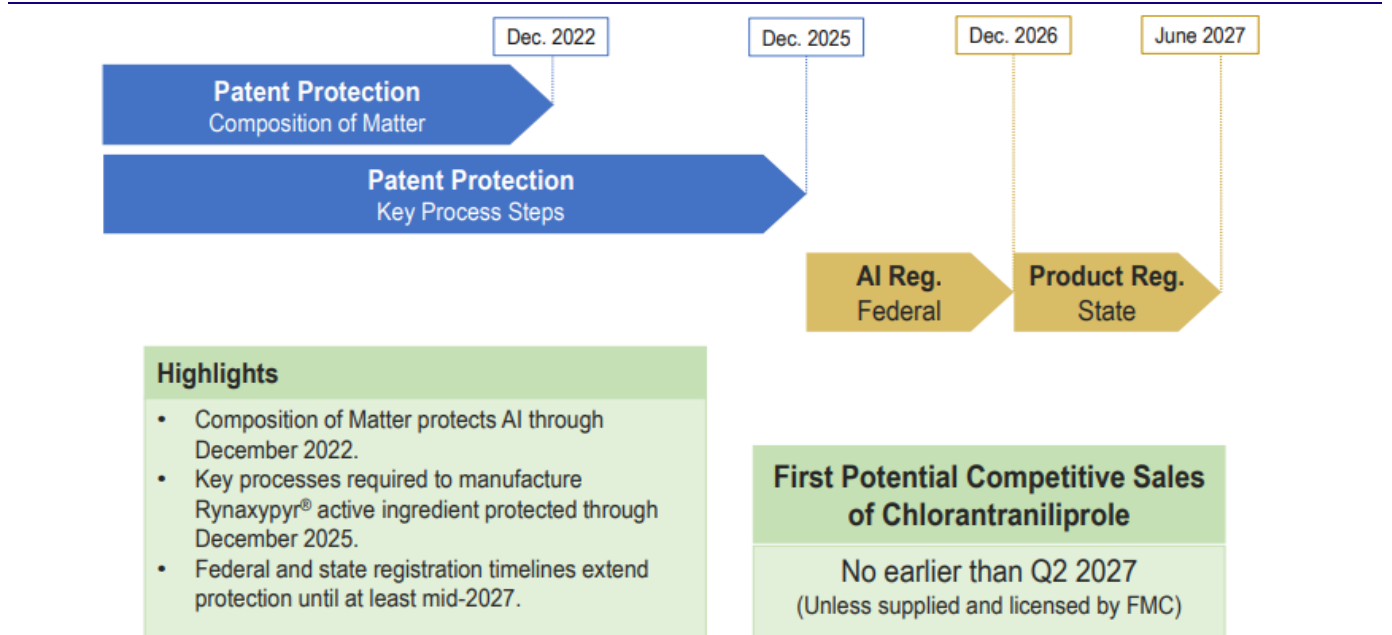 Dec. 2022
Dec. 2025
Dec. 2026
June 2027
Patent Protection
Composition of Matter
Patent Protection
Key Process Steps
AI Reg.
Federal
Product Reg.
State
Highlights
• Composition of Matter protects AI through
December 2022.
• Key processes required to manufacture
Rynaxypyr® active ingredient protected through
December 2025.
• Federal and state registration timelines extend
protection until at least mid-2027.
First Potential Competitive Sales
of Chlorantraniliprole
No earlier than Q2 2027
(Unless supplied and licensed by FMC)